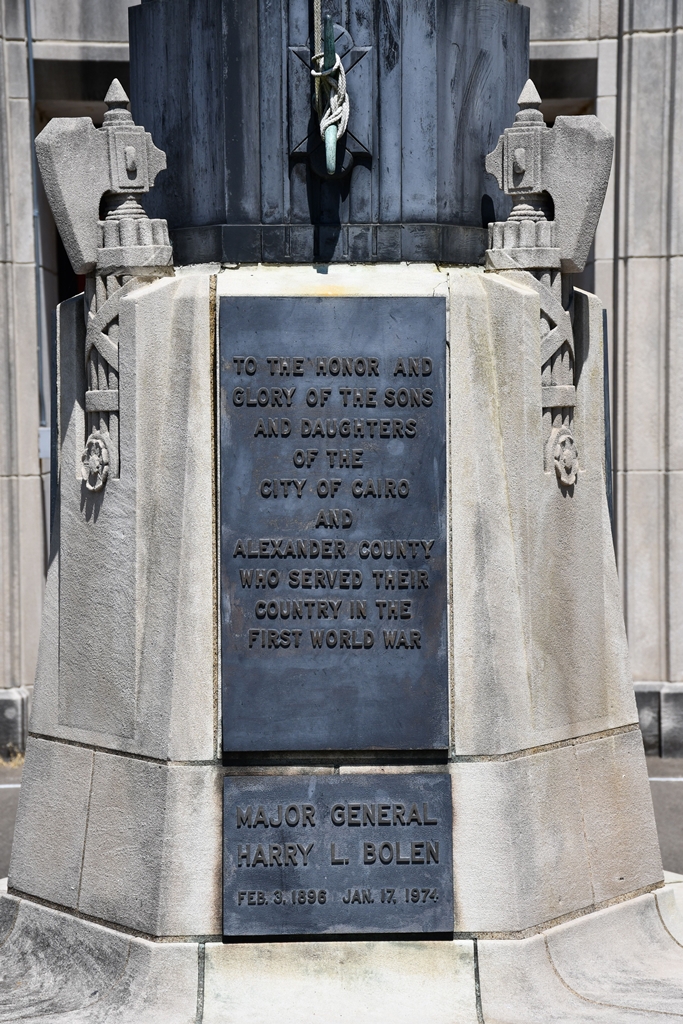 TO THE HONOR AND
GLORY OF THE SONS
AND DAUGHTERS
OF THE
CITY OF CAIRO
AND
ALEXANDER COUNTY
WHO SERVED THEIR
COUNTRY IN THE
FIRST WORLD WAR
MAJOR GENERAL
HARRY L. BOLEN
FEB. 3, 1896 JAN. 17, 1974